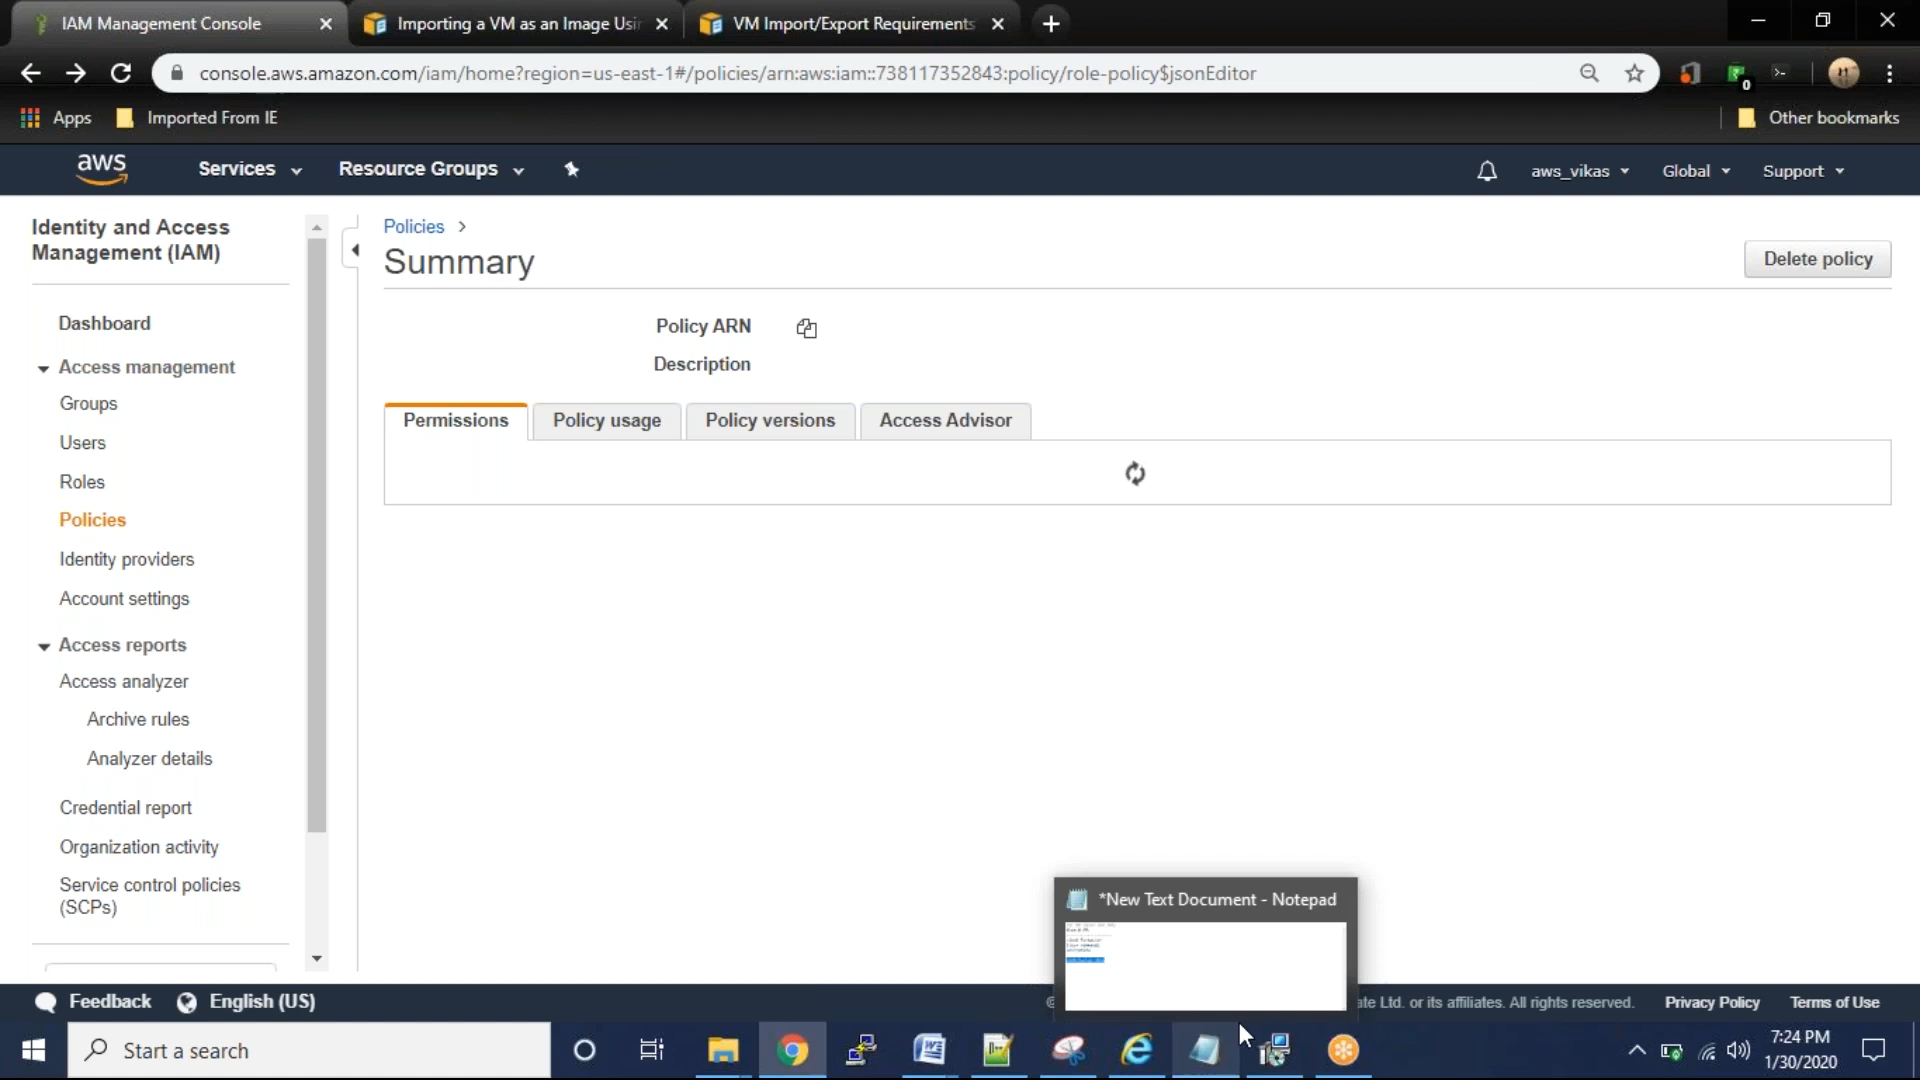 IAM Management Console
Importing a VM as an Image Usi
VM Import/Export Requirements
console.aws.amazon.com/iam/home?region=us-east-1#/policies/arn:aws:iam::738117352843:policy/role-policy$jsonEditor
0
Apps
Imported From IE
Other bookmarks
aws
Services
Resource Groups
aws_vikas
Global
Support
Identity and Access
Management (IAM)
Dashboard
Access management
Groups
Users
Roles
Policies
Identity providers
Account settings
Access reports
Access analyzer
Archive rules
Analyzer details
Credential report
Organization activity
Service control policies
(SCPs)
Policies >
Summary
Delete policy
Policy ARN
Description
Permissions
Policy usage
Policy versions
Access Advisor
*New Text Document - Notepad
Feedback
English (US)
©
ate Ltd. or its affiliates. All rights reserved.
Privacy Policy
Terms of Use
Start a search
7:24 PM
1/30/2020